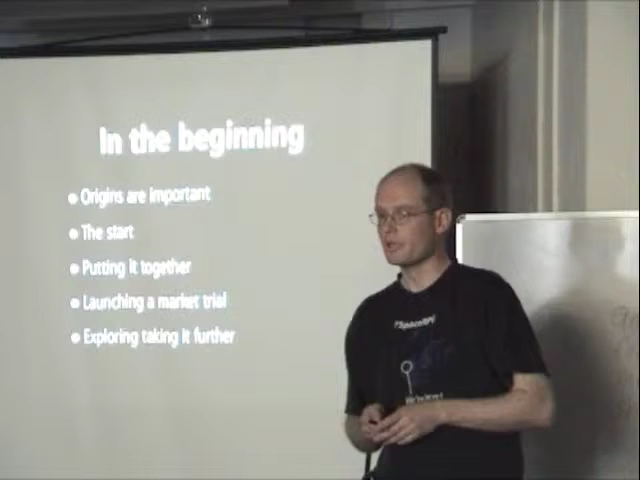 In the beginning
Origins are important
The start
Putting it together
Launching a market trial
Exploring taking it further